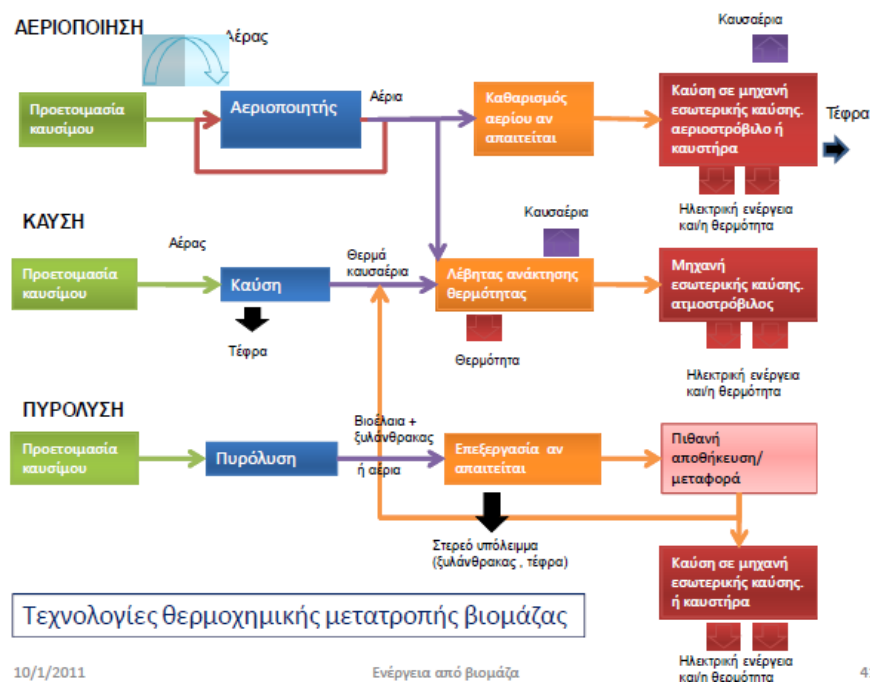 ΑΕΡΙΟΠΟΙΗΣΗ
Αέρας
Καυσαέρια
Προετοιμασία
καυσίμου
Αεριοποιητής
Αέρια
Καθαρισμός
αερίου αν
απαιτείται
Καύση σε μηχανή
εσωτερικής καύσης.
αεριοστρόβιλο ή
καυστήρα
Τέφρα
Ηλεκτρική ενέργεια
και/η θερμότητα
ΚΑΥΣΗ
Αέρας
Προετοιμασία
καυσίμου
Καύση
Θερμά
καυσαέρια
Καυσαέρια
Λέβητας ανάκτησης
θερμότητας
Μηχανή
εσωτερικής καύσης.
ατμοστρόβιλος
Τέφρα
Θερμότητα
Ηλεκτρική ενέργεια
και/η θερμότητα
ΠΥΡΟΛΥΣΗ
Προετοιμασία
καυσίμου
Πυρόλυση
Βιοέλαια +
ξυλάνθρακας
ή αέρια
Επεξεργασία αν
απαιτείται
Πιθανή
αποθήκευση/
μεταφορά
Στερεό υπόλειμμα
(ξυλάνθρακας , τέφρα)
Καύση σε μηχανή
εσωτερικής καύσης.
ή καυστήρα
Ηλεκτρική ενέργεια
και/η θερμότητα
Τεχνολογίες θερμοχημικής μετατροπής βιομάζας
10/1/2011
Ενέργεια από βιομάζα